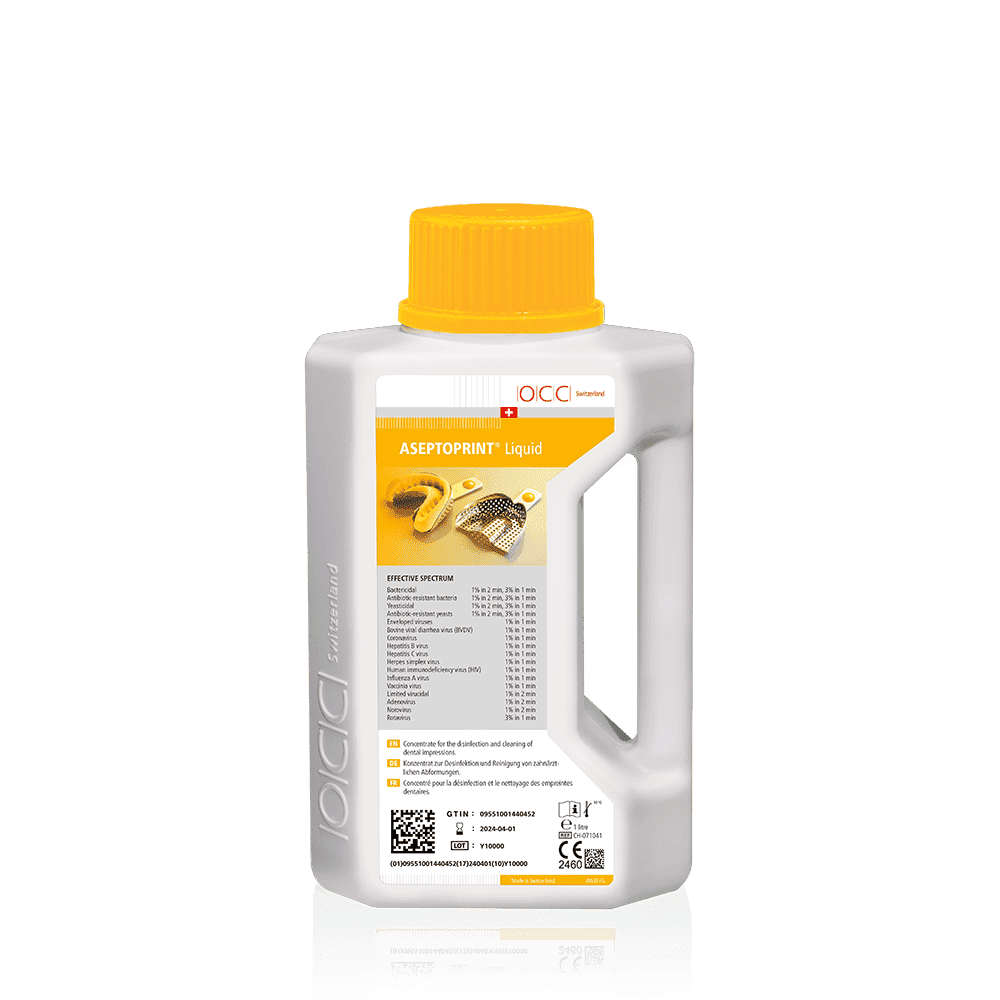 |O|C|C| Switzerland
ASEPTOPRINT® Liquid
EFFECTIVE SPECTRUM
Bactericidal 1% in 2 min, 3% in 1 min
Antibiotic-resistant bacteria 1% in 2 min, 3% in 1 min
Yeasticidal 1% in 2 min, 3% in 1 min
Antibiotic-resistant yeasts 1% in 2 min, 3% in 1 min
Enveloped viruses 1% in 1 min
Bovine viral diarrhea virus (BVDV) 1% in 1 min
Coronavirus 1% in 1 min
Hepatitis B virus 1% in 1 min
Hepatitis C virus 1% in 1 min
Herpes simplex virus 1% in 1 min
Human immunodeficiency virus (HIV) 1% in 1 min
Influenza A virus 1% in 1 min
Vaccinia virus 1% in 1 min
Limited virucidal 1% in 2 min
Adenovirus 1% in 2 min
Norovirus 1% in 2 min
Rotavirus 3% in 1 min
EN Concentrate for the disinfection and cleaning of
dental impressions.
DE Konzentrat zur Desinfektion und Reinigung von zahnärzt-
lichen Abformungen.
FR Concentré pour la désinfection et le nettoyage des empreintes
dentaires.
GTIN : 09551001440452
: 2024-04-01
LOT : Y10000
(01)09551001440452(17)240401(10)Y10000
e 1 litre
REF CH-071041
CE
2460
Made in Switzerland
|O|C|C| Switzerland